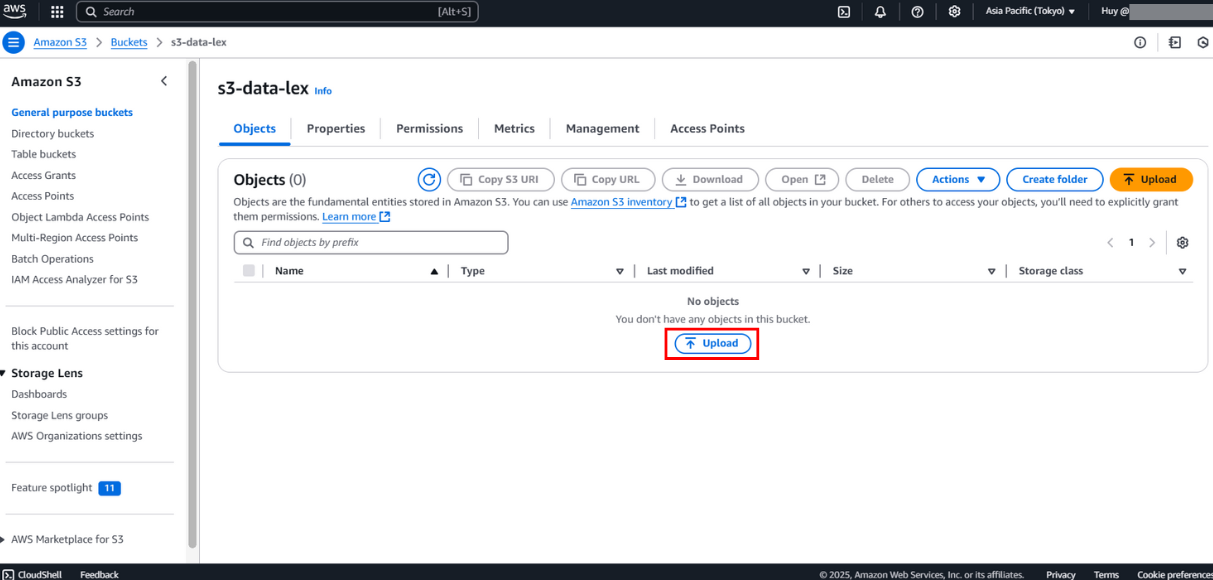 aws
Search [Alt+S]
Asia Pacific (Tokyo) ▼ Huy@
Amazon S3 > Buckets > s3-data-lex
Amazon S3
General purpose buckets
Directory buckets
Table buckets
Access Grants
Access Points
Object Lambda Access Points
Multi-Region Access Points
Batch Operations
IAM Access Analyzer for S3
Block Public Access settings for
this account
Storage Lens
Dashboards
Storage Lens groups
AWS Organizations settings
Feature spotlight 11
AWS Marketplace for S3
s3-data-lex Info
Objects Properties Permissions Metrics Management Access Points
Objects (0) Copy S3 URI Copy URL Download Open Delete Actions ▼ Create folder Upload
Objects are the fundamental entities stored in Amazon S3. You can use Amazon S3 inventory to get a list of all objects in your bucket. For others to access your objects, you'll need to explicitly grant
them permissions. Learn more
Find objects by prefix
1
Name Type Last modified Size Storage class
No objects
You don't have any objects in this bucket.
Upload
CloudShell Feedback © 2025, Amazon Web Services, Inc. or its affiliates. Privacy Terms Cookie preferences